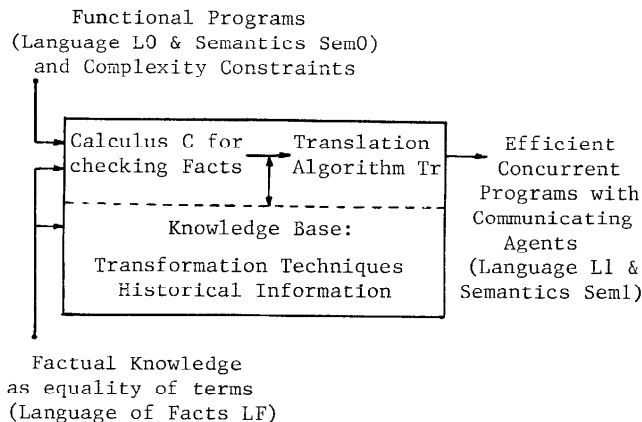 Functional Programs
(Language L0 & Semantics Sem0)
and Complexity Constraints
Calculus C for
checking Facts
Translation
Algorithm Tr
Knowledge Base:
Transformation Techniques
Historical Information
Efficient
Concurrent
Programs with
Communicating
Agents
(Language L1 &
Semantics Sem1)
Factual Knowledge
as equality of terms
(Language of Facts LF)